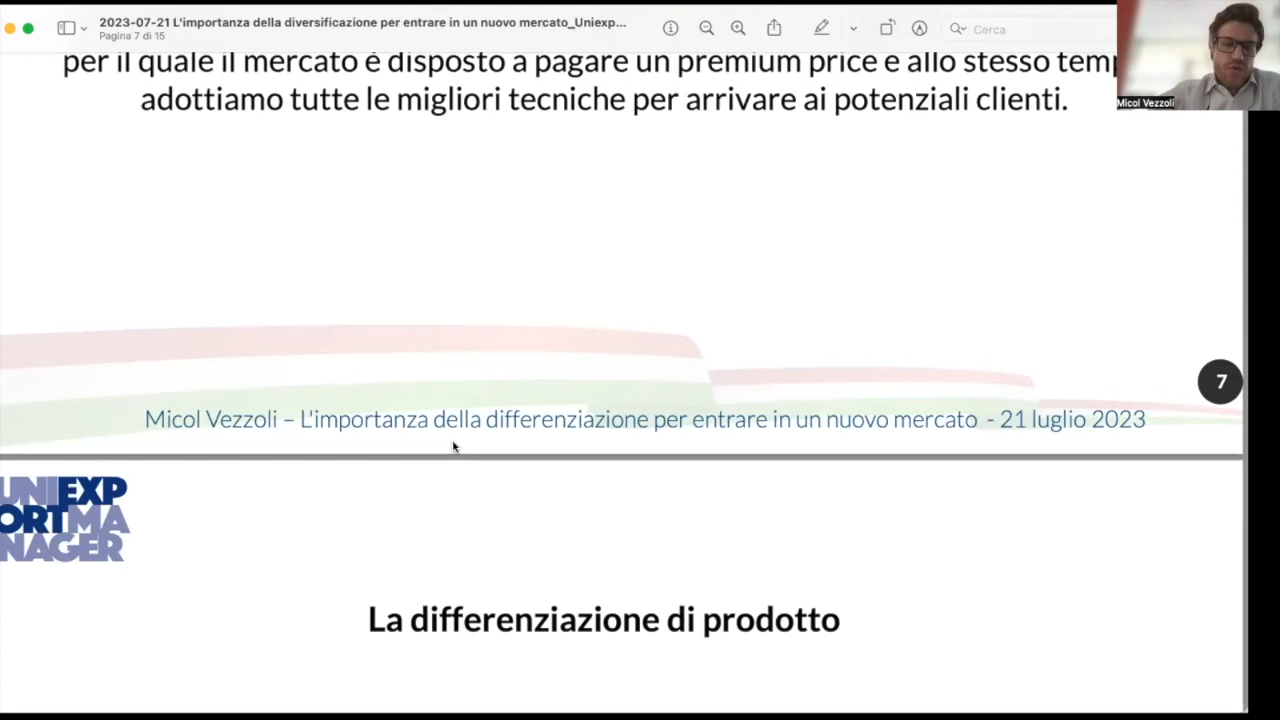 2023-07-21 L'importanza della diversificazione per entrare in un nuovo mercato_Uniexp...
Pagina 7 di 15
Cerca
Micol Vezzoli
per il quale il mercato è disposto a pagare un premium price e allo stesso
adottiamo tutte le migliori tecniche per arrivare ai potenziali clienti.
7
Micol Vezzoli – L'importanza della differenziazione per entrare in un nuovo mercato - 21 luglio 2023
UNIEXP
ORTMA
NAGER
La differenziazione di prodotto